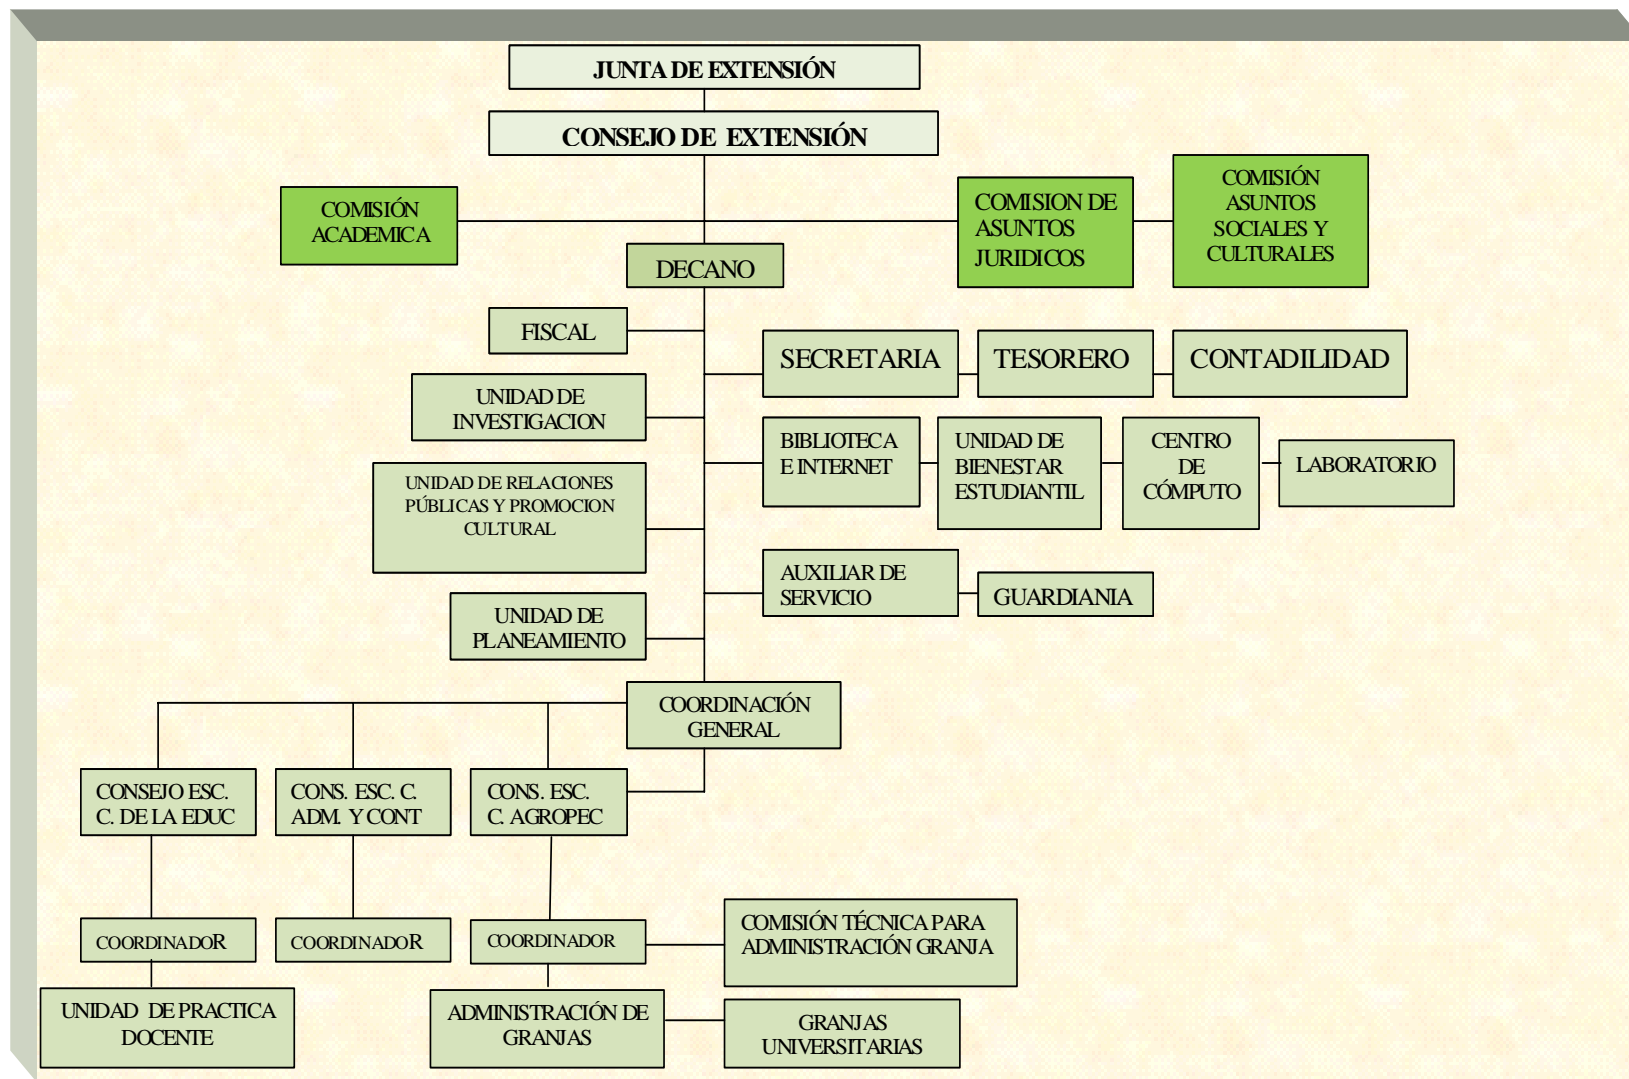 JUNTA DE EXTENSIÓN
CONSEJO DE EXTENSIÓN
COMISIÓN
ACADEMICA
COMISION DE
ASUNTOS
JURIDICOS
COMISIÓN
ASUNTOS
SOCIALES Y
CULTURALES
DECANO
FISCAL
SECRETARIA
TESORERO
CONTADILIDAD
UNIDAD DE
INVESTIGACION
BIBLIOTECA
E INTERNET
UNIDAD DE
BIENESTAR
ESTUDIANTIL
CENTRO
DE
CÓMPUTO
LABORATORIO
UNIDAD DE RELACIONES
PÚBLICAS Y PROMOCION
CULTURAL
AUXILIAR DE
SERVICIO
GUARDIANIA
UNIDAD DE
PLANEAMIENTO
COORDINACIÓN
GENERAL
CONSEJO ESC.
C. DE LA EDUC
CONS. ESC. C.
ADM. Y CONT
CONS. ESC.
C. AGROPEC
COORDINADOR
COORDINADOR
COORDINADOR
COMISIÓN TÉCNICA PARA
ADMINISTRACIÓN GRANJA
UNIDAD DE PRACTICA
DOCENTE
ADMINISTRACIÓN DE
GRANJAS
GRANJAS
UNIVERSITARIAS